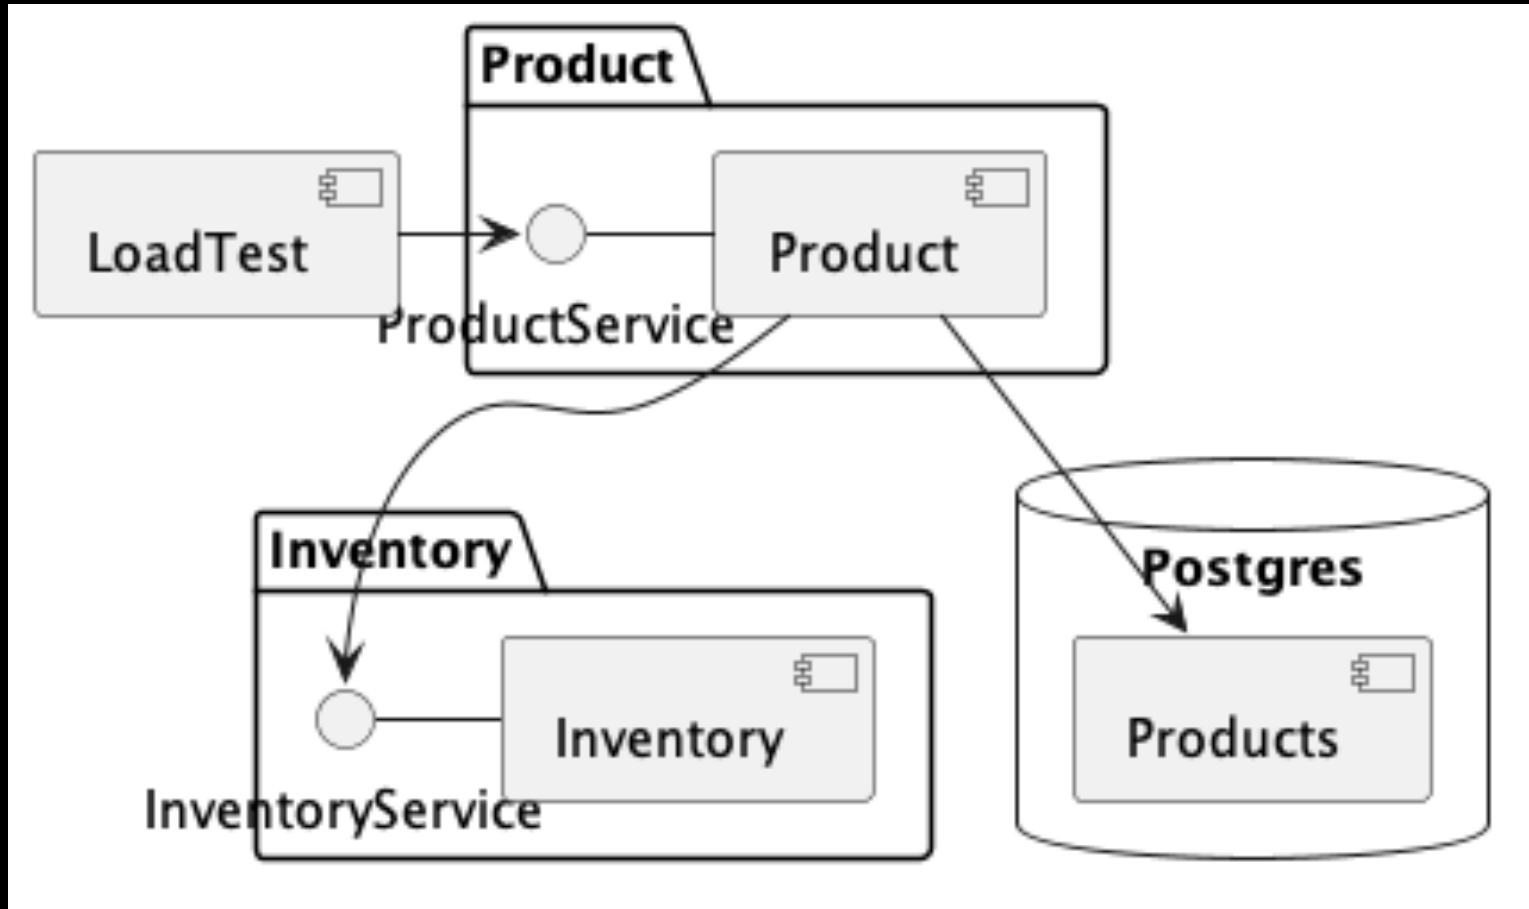 Product
LoadTest
Product
ProductService
Inventory
Postgres
Inventory
Products
InventoryService